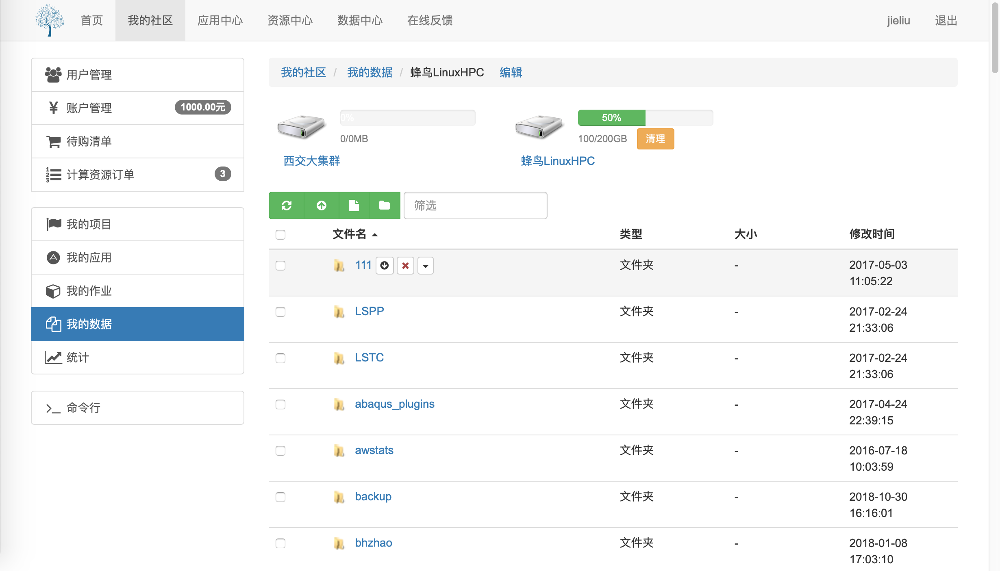 首页 我的社区 应用中心 资源中心 数据中心 在线反馈 jieliu 退出
用户管理
¥ 账户管理 1000.00元
待购清单
计算资源订单 3
我的项目
我的应用
我的作业
我的数据
统计
>_ 命令行
我的社区 / 我的数据 / 蜂鸟LinuxHPC 编辑
0% 50%
0/0MB 100/200GB 清理
西交大集群 蜂鸟LinuxHPC
筛选
文件名 类型 大小 修改时间
111 文件夹 - 2017-05-03
11:05:22
LSPP 文件夹 - 2017-02-24
21:33:06
LSTC 文件夹 - 2017-02-24
21:33:06
abaqus_plugins 文件夹 - 2017-04-24
22:39:15
awstats 文件夹 - 2016-07-18
10:03:59
backup 文件夹 - 2018-10-30
16:16:01
bhzhao 文件夹 - 2018-01-08
17:03:10